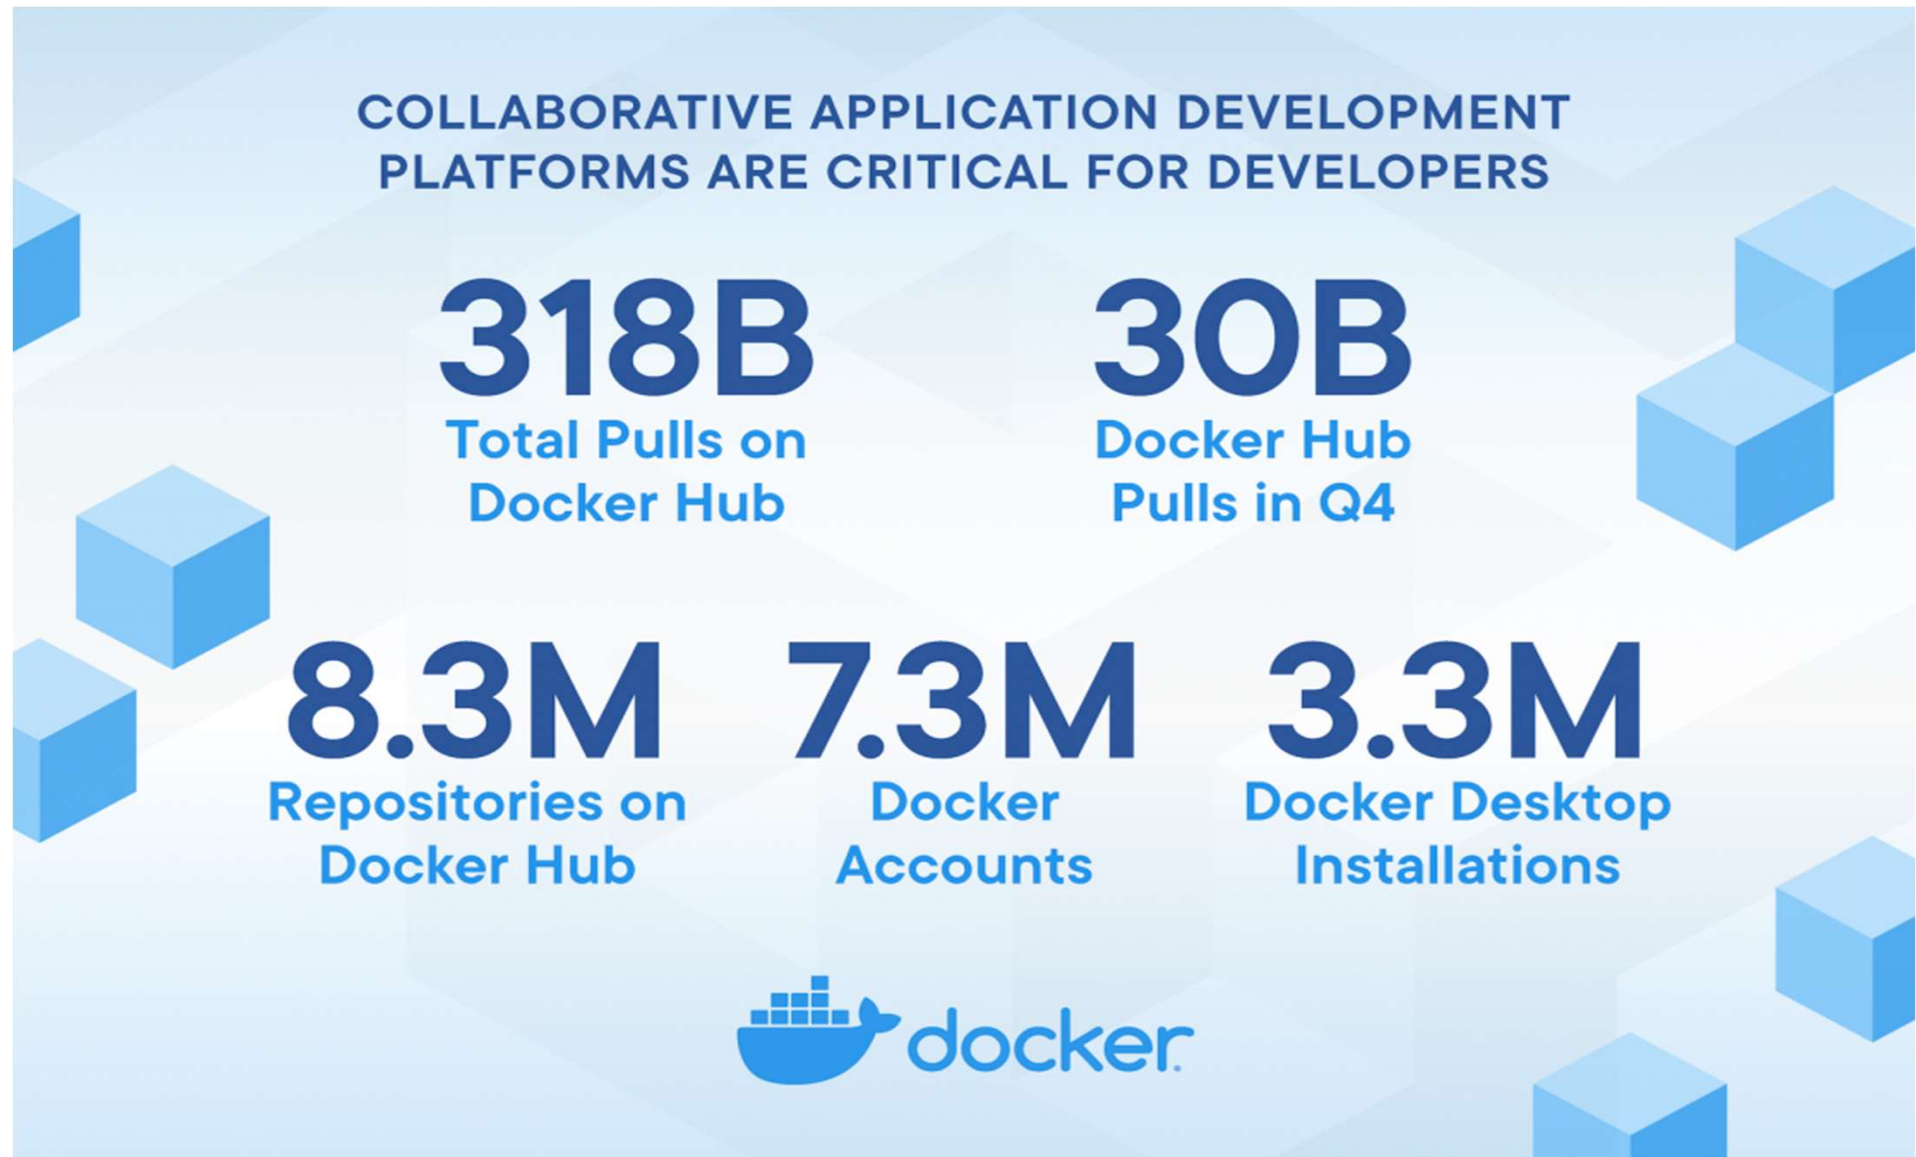 COLLABORATIVE APPLICATION DEVELOPMENT
PLATFORMS ARE CRITICAL FOR DEVELOPERS
318B
Total Pulls on
Docker Hub
30B
Docker Hub
Pulls in Q4
8.3M
Repositories on
Docker Hub
7.3M
Docker
Accounts
3.3M
Docker Desktop
Installations
docker